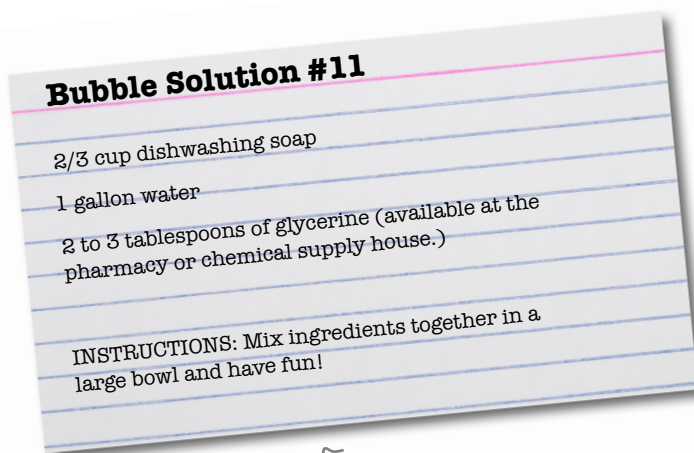 Bubble Solution #11
2/3 cup dishwashing soap
1 gallon water
2 to 3 tablespoons of glycerine (available at the
pharmacy or chemical supply house.)
INSTRUCTIONS: Mix ingredients together in a
large bowl and have fun!